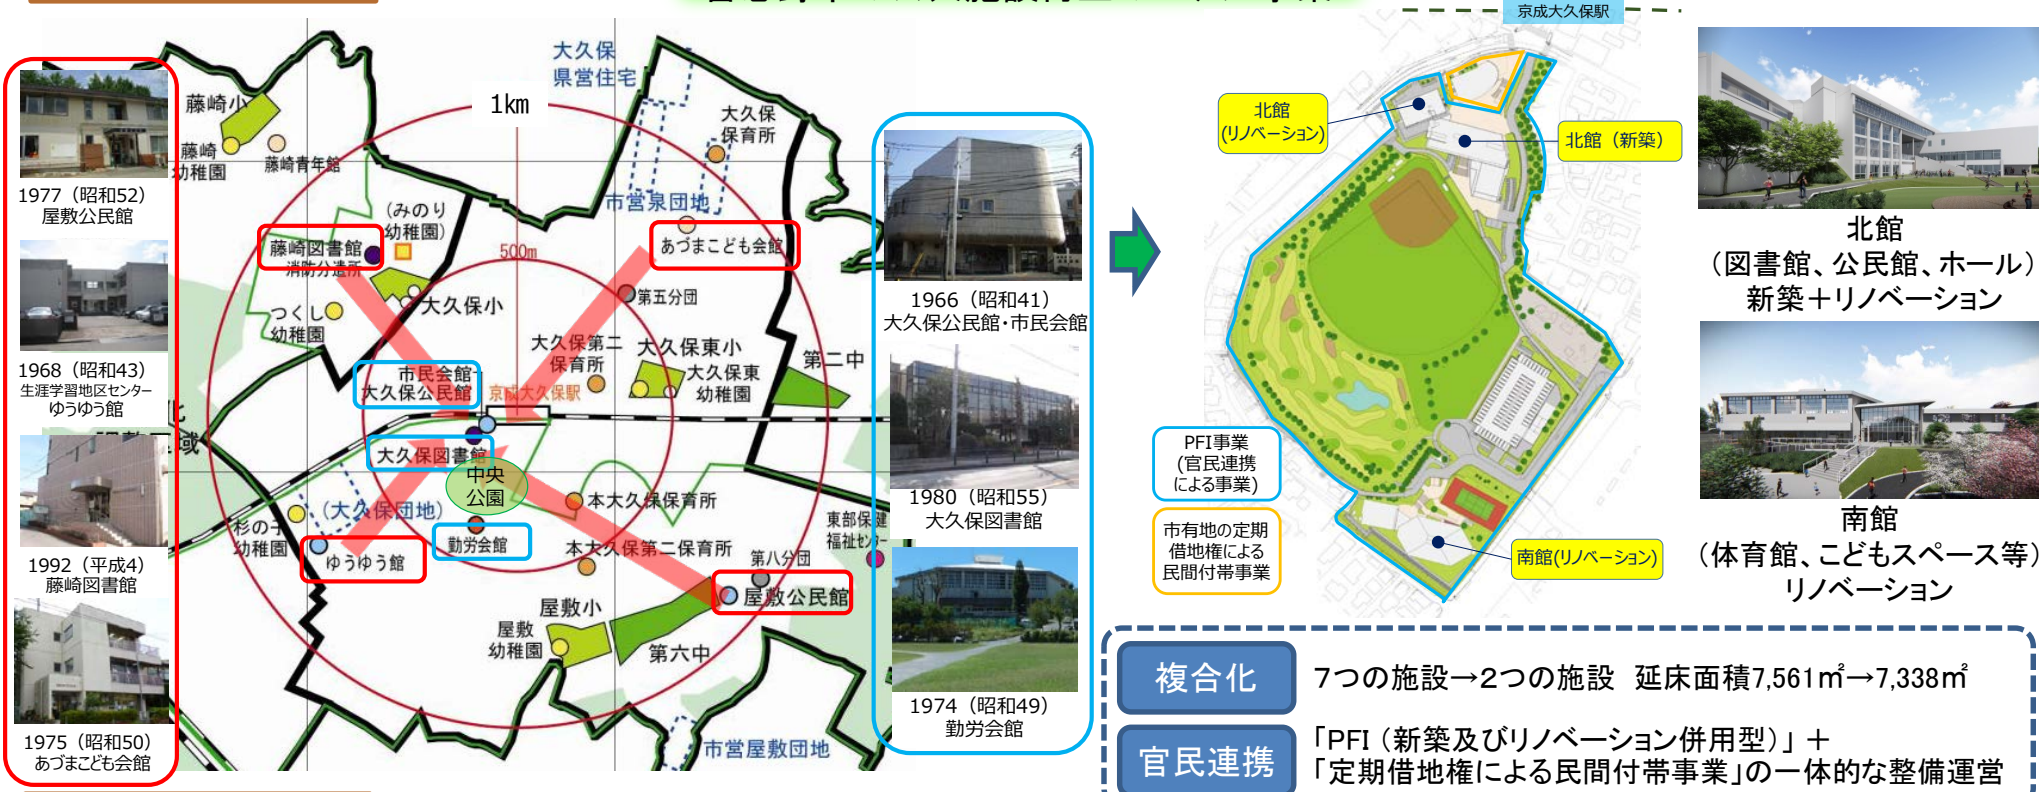 1977（昭和52）
屋敷公民館
1968（昭和43）
生涯学習地区センター
ゆうゆう館
1992（平成4）
藤崎図書館
1975（昭和50）
あづまこども会館
大久保
県営住宅
1km
藤崎小
藤崎
幼稚園
藤崎青年館
大久保
保育所
(みのり
幼稚園)
市営泉団地
藤崎図書館
消防分遣所
500m
あづまこども会館
つくし
幼稚園
大久保小
第五分団
大久保第二
保育所
大久保東小
大久保東
幼稚園
第二中
市民会館
大久保公民館
京成大久保駅
大久保図書館
中央
公園
(大久保団地)
杉の子
幼稚園
ゆうゆう館
勤労会館
本大久保保育所
本大久保第二保育所
第八分団
東部保健
福祉センター
屋敷公民館
屋敷小
屋敷
幼稚園
第六中
市営屋敷団地
1966（昭和41）
大久保公民館・市民会館
1980（昭和55）
大久保図書館
1974（昭和49）
勤労会館
京成大久保駅
北館
(リノベーション)
北館（新築）
南館(リノベーション)
PFI事業
(官民連携
による事業)
市有地の定期
借地権による
民間付帯事業
北館
（図書館、公民館、ホール）
新築＋リノベーション
南館
（体育館、こどもスペース等）
リノベーション
複合化
7つの施設→2つの施設 延床面積7,561㎡→7,338㎡
官民連携
「PFI（新築及びリノベーション併用型）」＋
「定期借地権による民間付帯事業」の一体的な整備運営